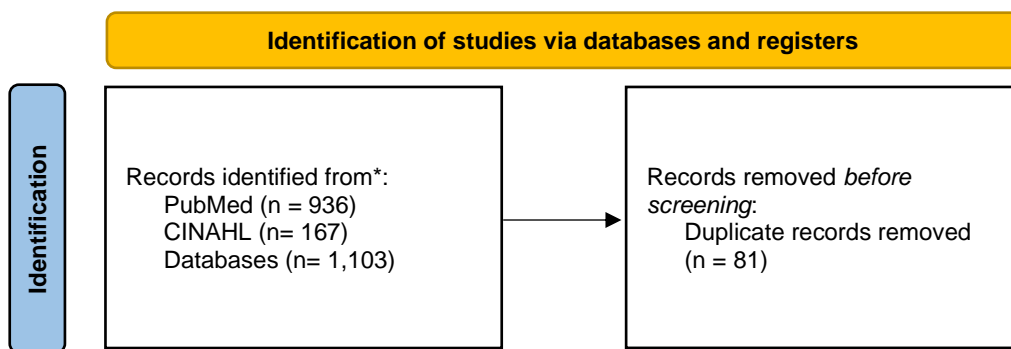 Identification of studies via databases and registers
Identification
Records identified from*:
PubMed (n = 936)
CINAHL (n= 167)
Databases (n= 1,103)
Records removed before
screening:
Duplicate records removed
(n = 81)